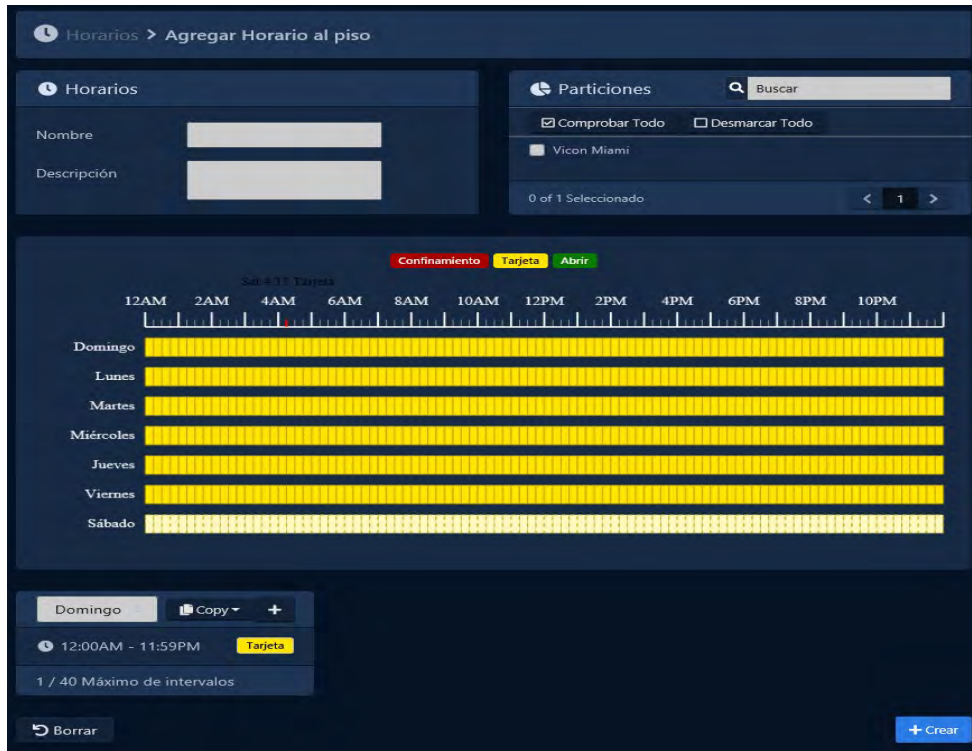 Horarios > Agregar Horario al piso
Horarios
Nombre
Descripción
Particiones
Buscar
Comprobar Todo
Desmarcar Todo
Vicon Miami
0 of 1 Seleccionado
< 1 >
Confinamiento Tarjeta Abrir
12AM 2AM 4AM 6AM 8AM 10AM 12PM 2PM 4PM 6PM 8PM 10PM
Domingo
Lunes
Martes
Miércoles
Jueves
Viernes
Sábado
Domingo
Copy
+
12:00AM - 11:59PM Tarjeta
1 / 40 Máximo de intervalos
Borrar
+ Crear